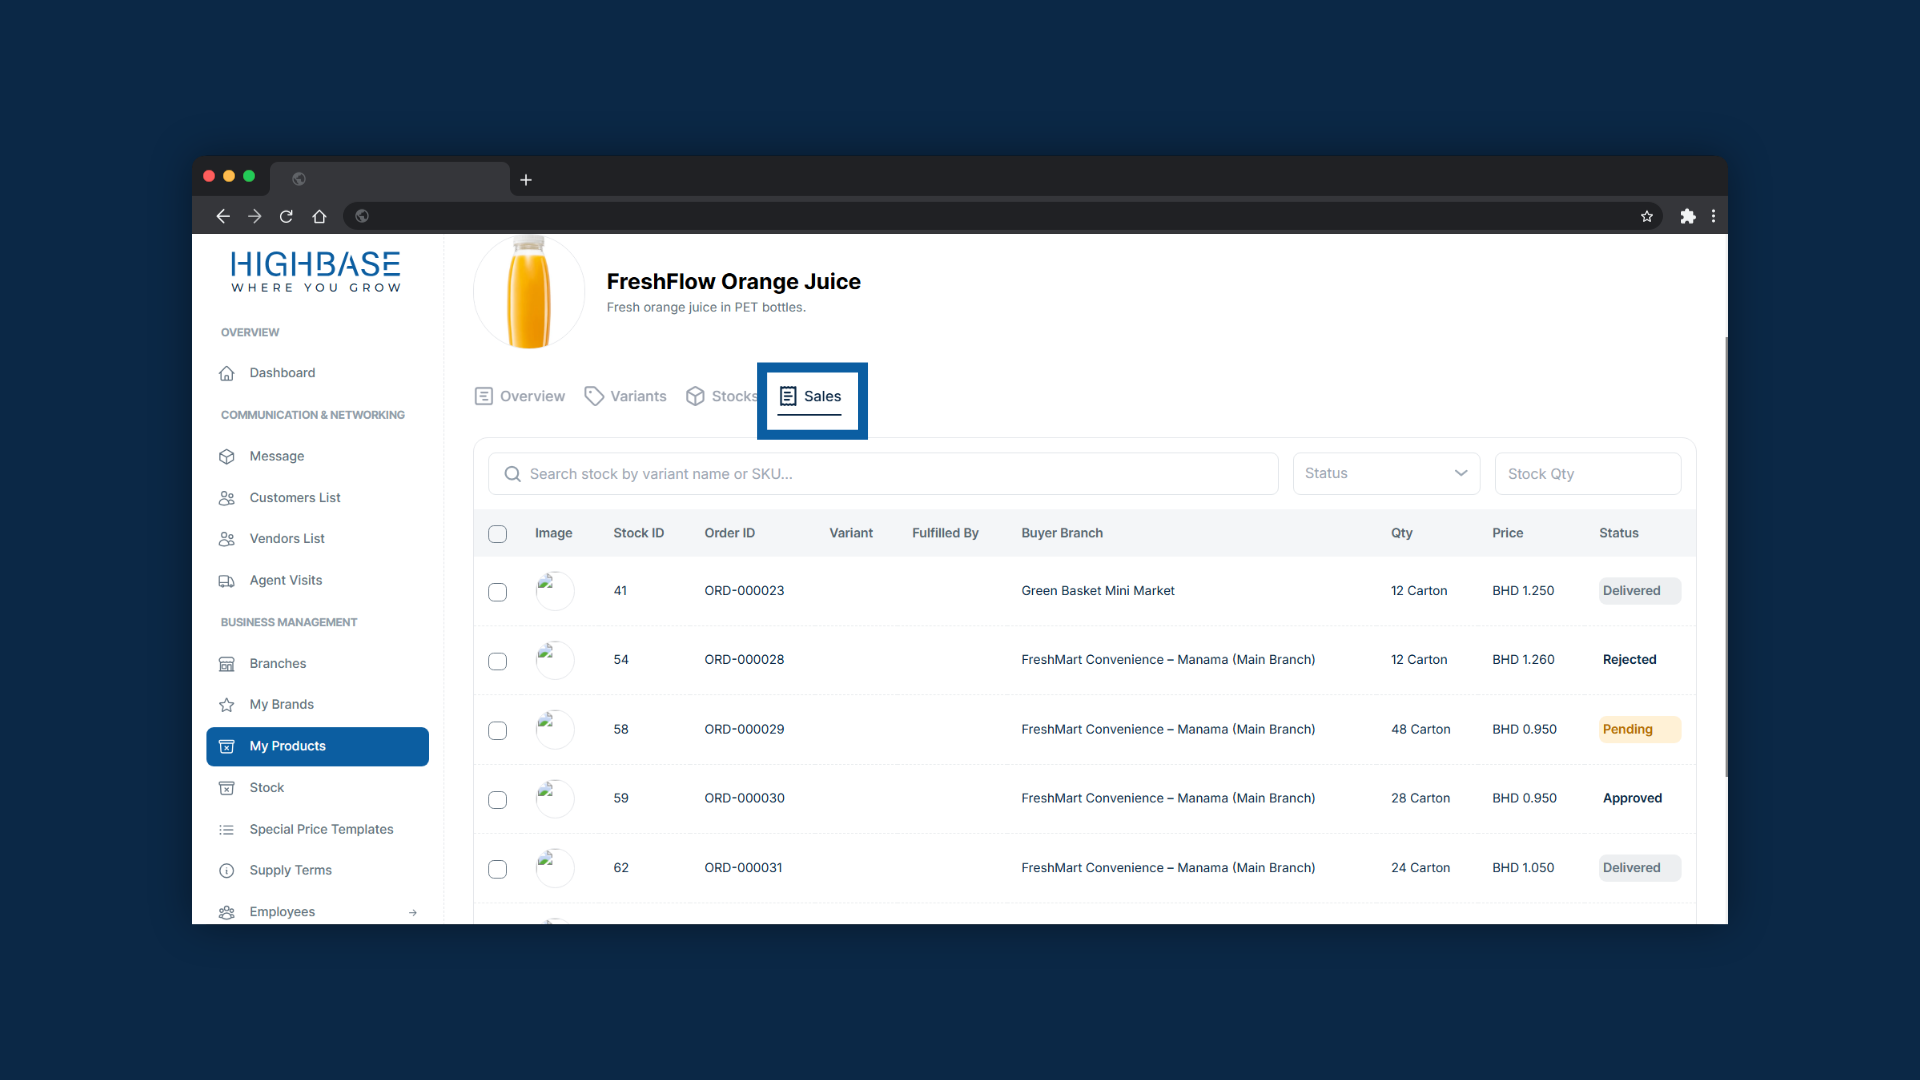 HIGHBASE
WHERE YOU GROW
OVERVIEW
Dashboard
COMMUNICATION & NETWORKING
Message
Customers List
Vendors List
Agent Visits
BUSINESS MANAGEMENT
Branches
My Brands
My Products
Stock
Special Price Templates
Supply Terms
Employees
FreshFlow Orange Juice
Fresh orange juice in PET bottles.
Overview Variants Stocks Sales
Search stock by variant name or SKU... Status Stock Qty
Image Stock ID Order ID Variant Fulfilled By Buyer Branch Qty Price Status
41 ORD-000023 Green Basket Mini Market 12 Carton BHD 1.250 Delivered
54 ORD-000028 FreshMart Convenience – Manama (Main Branch) 12 Carton BHD 1.260 Rejected
58 ORD-000029 FreshMart Convenience – Manama (Main Branch) 48 Carton BHD 0.950 Pending
59 ORD-000030 FreshMart Convenience – Manama (Main Branch) 28 Carton BHD 0.950 Approved
62 ORD-000031 FreshMart Convenience – Manama (Main Branch) 24 Carton BHD 1.050 Delivered